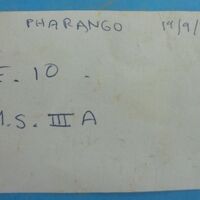 PHARANGO 14/9/
E. 10 .
M.S. III A